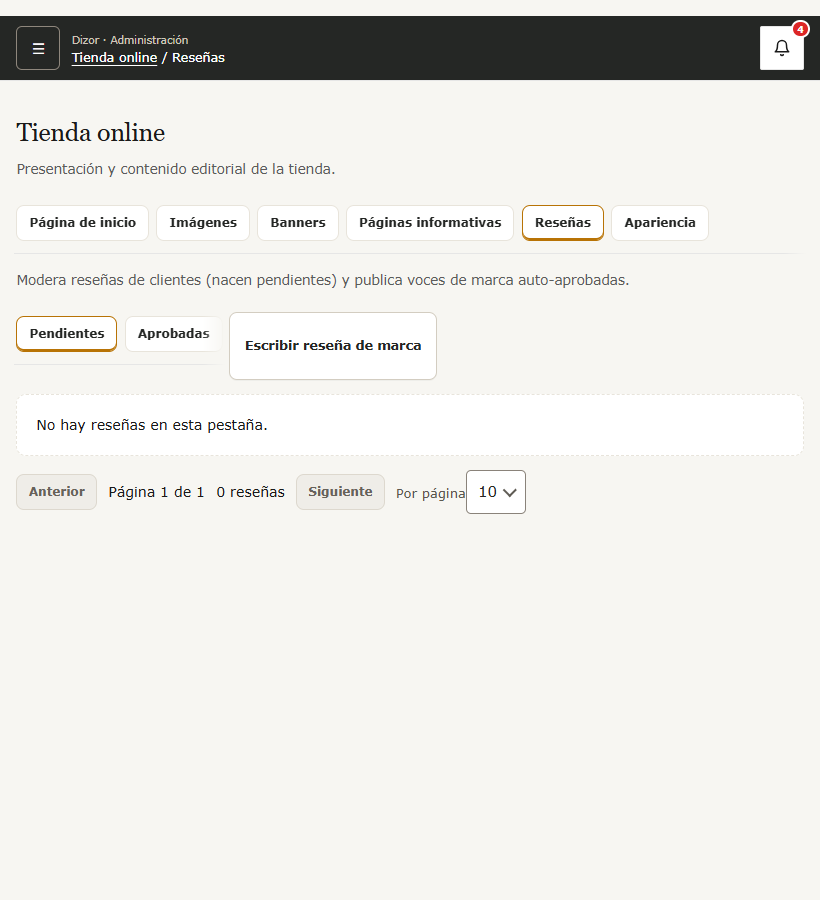 ☰
Dizor · Administración
Tienda online / Reseñas
4
Tienda online
Presentación y contenido editorial de la tienda.
Página de inicio Imágenes Banners Páginas informativas Reseñas Apariencia
Modera reseñas de clientes (nacen pendientes) y publica voces de marca auto-aprobadas.
Pendientes Aprobadas Escribir reseña de marca
No hay reseñas en esta pestaña.
Anterior Página 1 de 1 0 reseñas Siguiente Por página 10